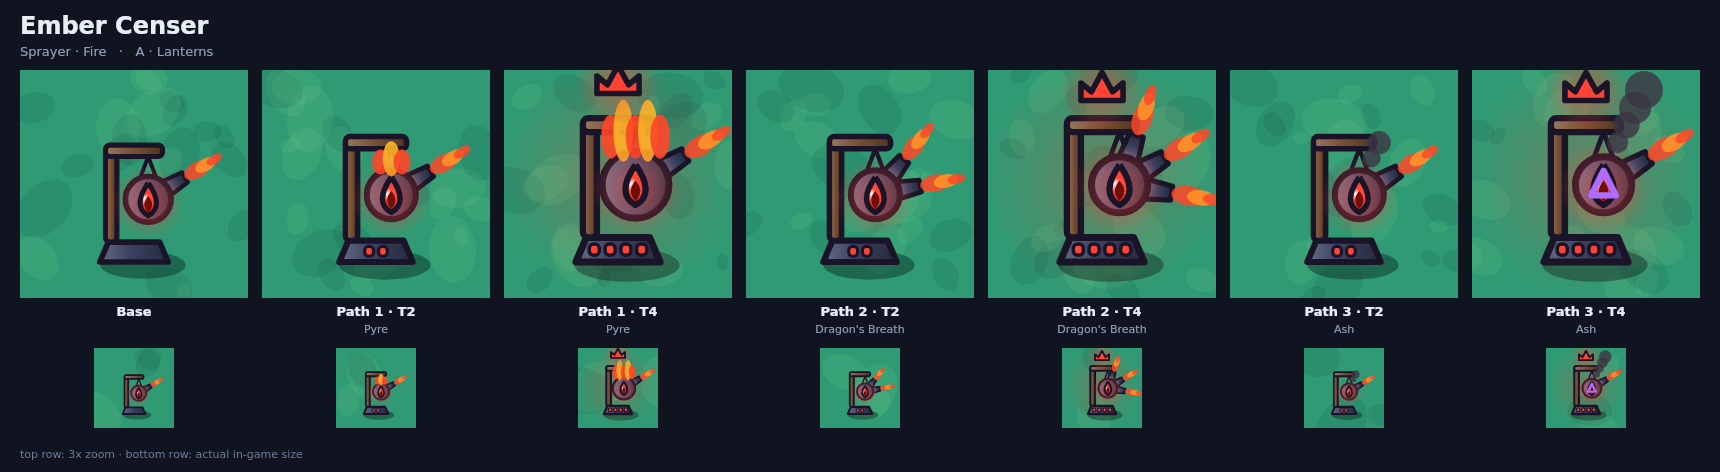 Ember Censer
Sprayer · Fire · A · Lanterns
Base
Path 1 · T2
Pyre
Path 1 · T4
Pyre
Path 2 · T2
Dragon's Breath
Path 2 · T4
Dragon's Breath
Path 3 · T2
Ash
Path 3 · T4
Ash
top row: 3x zoom · bottom row: actual in-game size